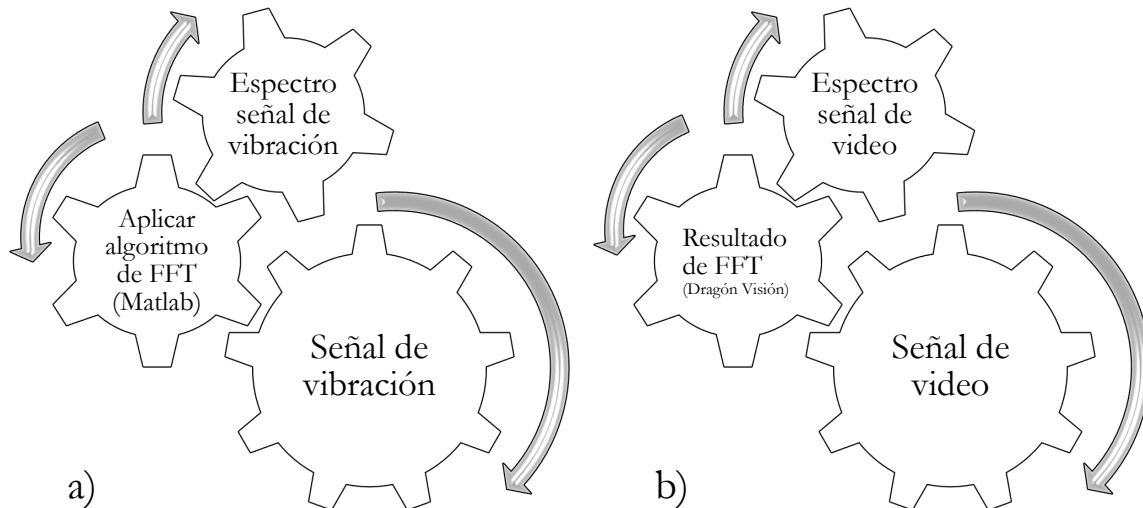 Espectro
señal de
vibración
Aplicar
algoritmo
de FFT
(Matlab)
Señal de
vibración
a)
Espectro
señal de
video
Resultado
de FFT
(Dragón Visión)
Señal de
video
b)